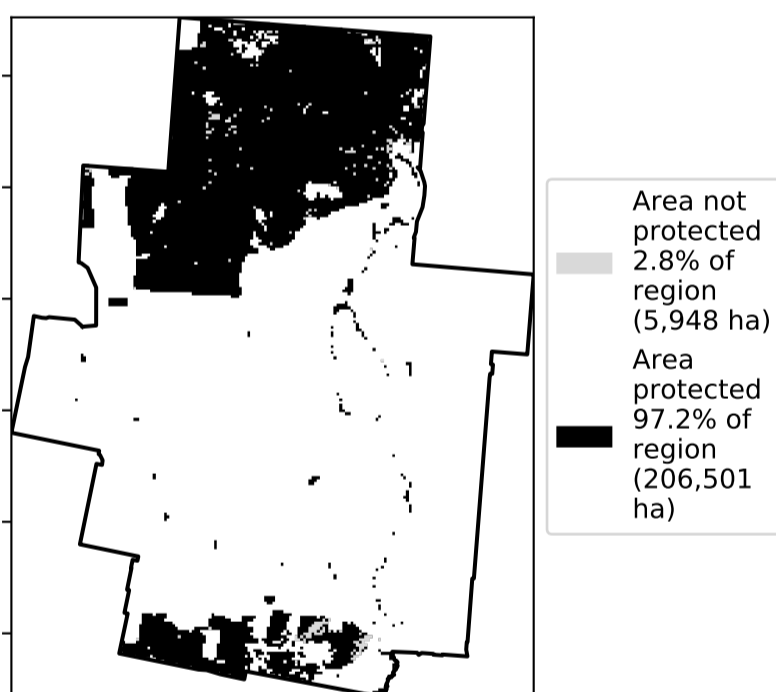 Area not
protected
2.8% of
region
(5,948 ha)
Area
protected
97.2% of
region
(206,501
ha)